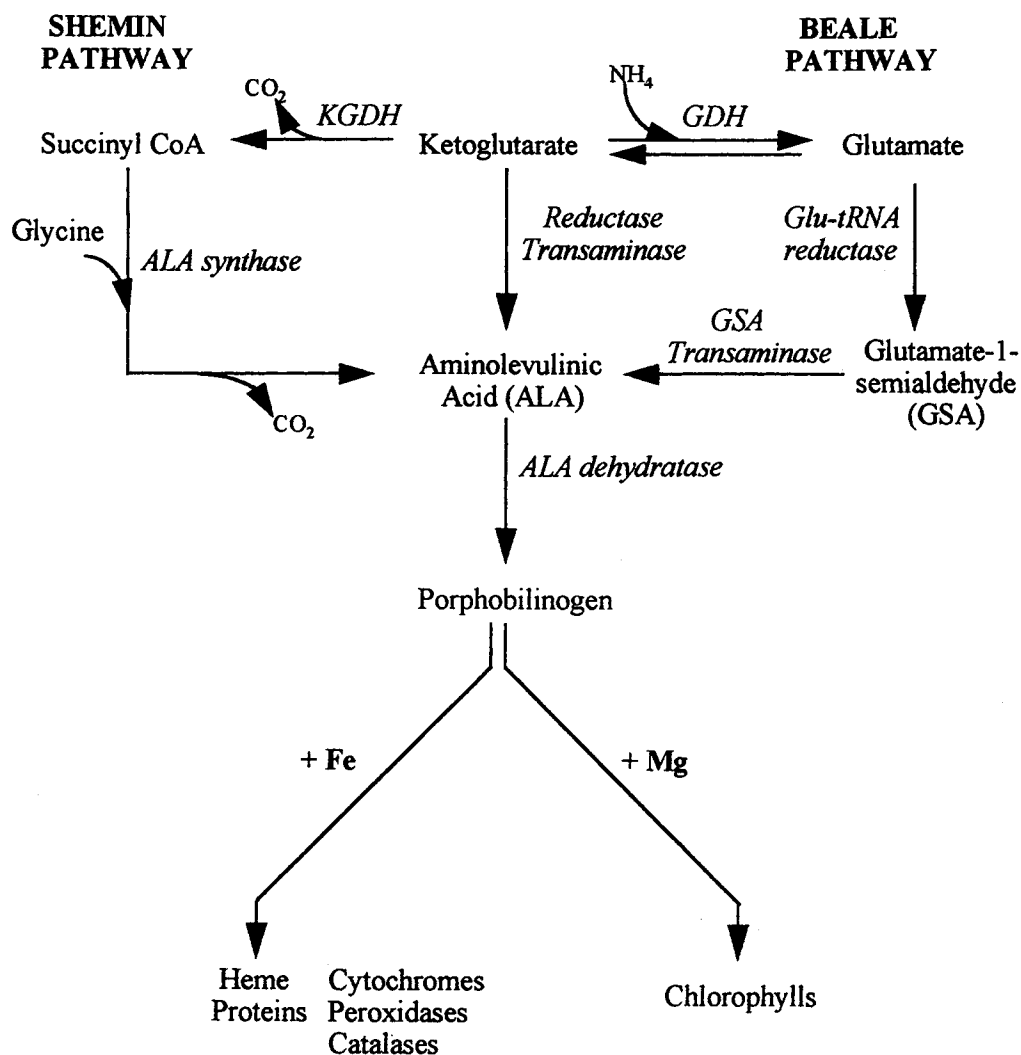 SHEMIN
PATHWAY
BEALE
PATHWAY
CO2
KGDH
NH4
GDH
Succinyl CoA
Ketoglutarate
Glutamate
Glycine
ALA synthase
Reductase
Transaminase
Glu-tRNA
reductase
GSA
Transaminase
Aminolevulinic
Acid (ALA)
Glutamate-1-
semialdehyde
(GSA)
CO2
ALA dehydratase
Porphobilinogen
+ Fe
+ Mg
Heme
Proteins
Cytochromes
Peroxidases
Catalases
Chlorophylls